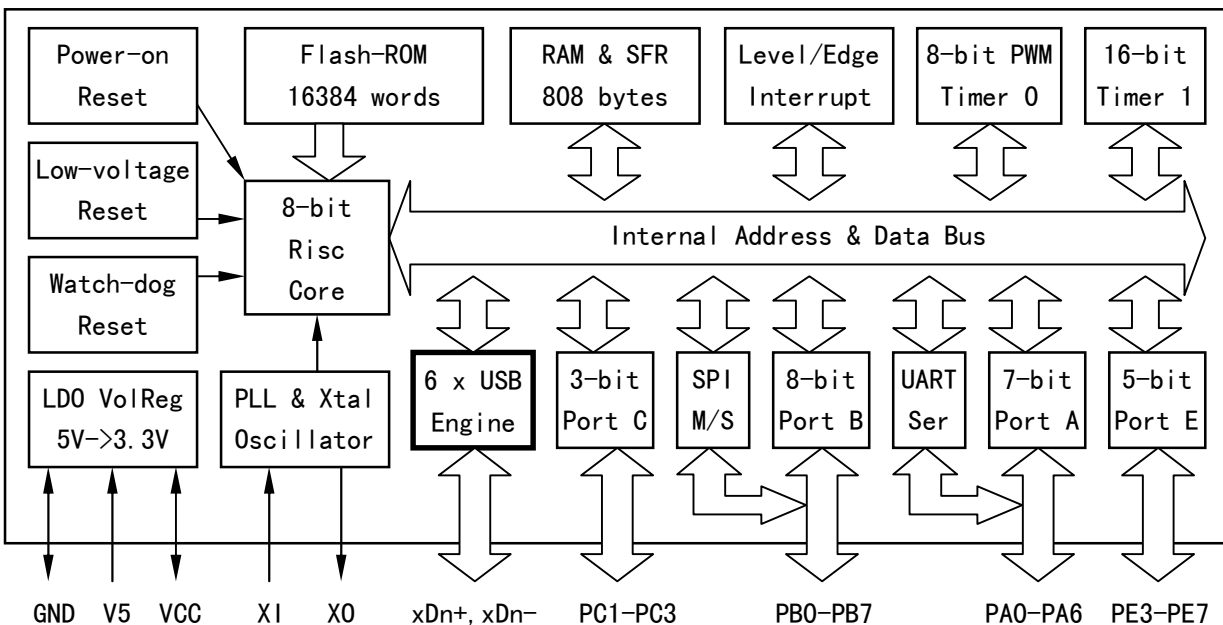 Power-on
Reset
Flash-ROM
16384 words
RAM & SFR
808 bytes
Level/Edge
Interrupt
8-bit PWM
Timer 0
16-bit
Timer 1
Low-voltage
Reset
8-bit
Risc
Core
Internal Address & Data Bus
Watch-dog
Reset
LDO VolReg
5V->3.3V
PLL & Xtal
Oscillator
6 x USB
Engine
3-bit
Port C
SPI
M/S
8-bit
Port B
UART
Ser
7-bit
Port A
5-bit
Port E
GND V5 VCC XI XO xDn+, xDn- PC1-PC3 PB0-PB7 PA0-PA6 PE3-PE7